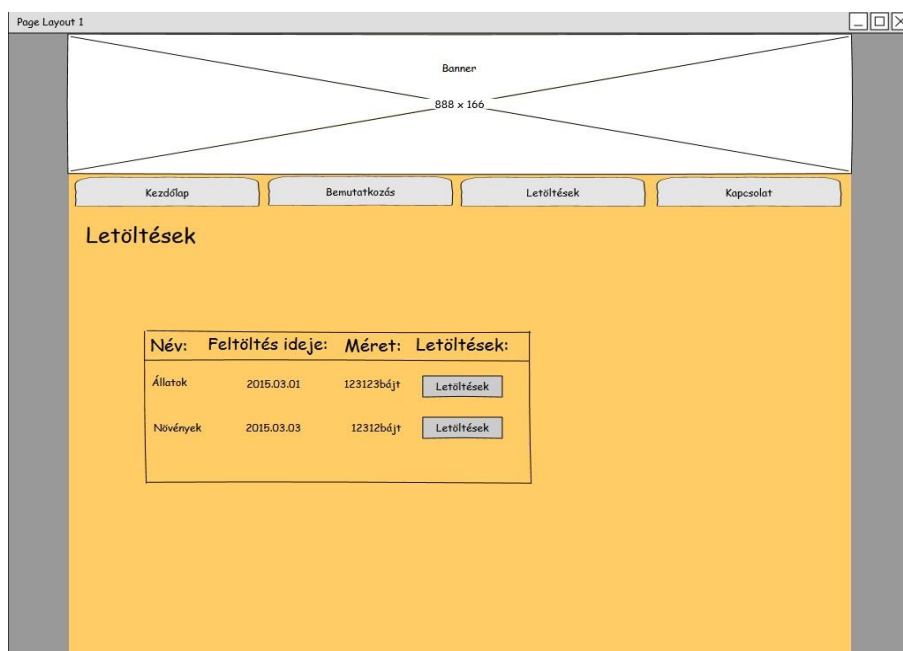 Page Layout 1
Banner
888 x 166
Kezdőlap Bemutatkozás Letöltések Kapcsolat
Letöltések
Név: Feltöltés ideje: Méret: Letöltések:
Állatok 2015.03.01 123123bájt Letöltések
Növények 2015.03.03 12312bájt Letöltések